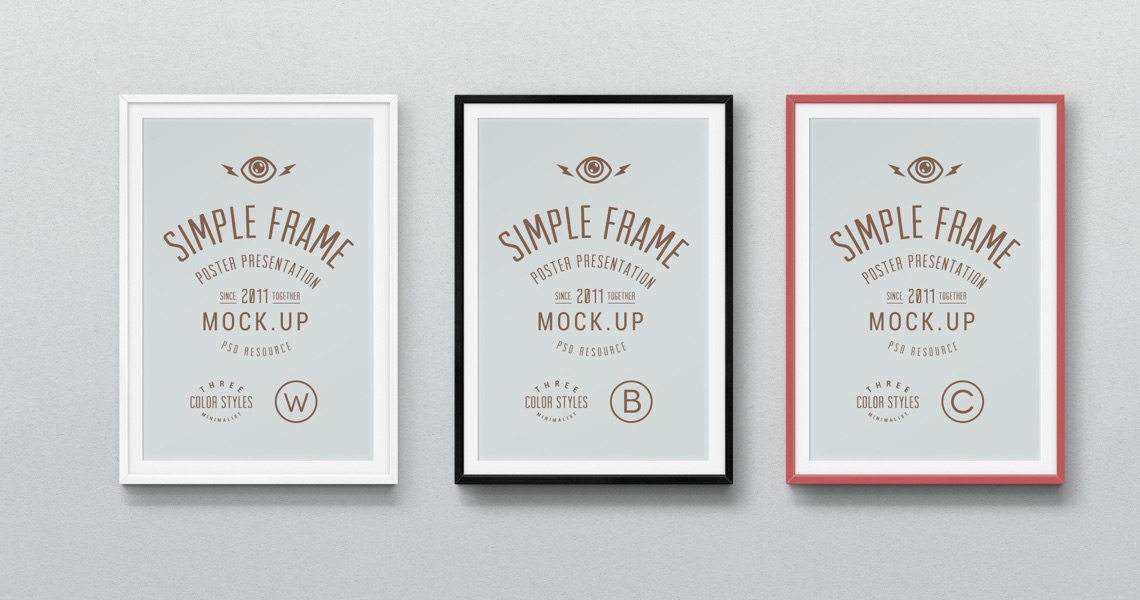 SIMPLE FRAME
POSTER PRESENTATION
SINCE. 2011 TOGETHER
MOCK.UP
PSD RESOURCE
THREE
COLOR STYLES
MINIMALIST
W
SIMPLE FRAME
POSTER PRESENTATION
SINCE. 2011 TOGETHER
MOCK.UP
PSD RESOURCE
THREE
COLOR STYLES
MINIMALIST
B
SIMPLE FRAME
POSTER PRESENTATION
SINCE. 2011 TOGETHER
MOCK.UP
PSD RESOURCE
THREE
COLOR STYLES
MINIMALIST
C